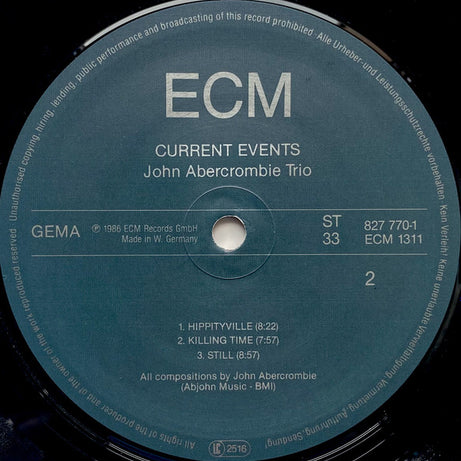 All rights of the producer and of the owner of the work reproduced reserved. Unauthorised copying, hiring, lending, public performance and broadcasting of this record prohibited · Alle Urheber- und Leistungsschutzrechte vorbehalten. Kein Verleih! Keine unerlaubte Vervielfältigung, Vermietung, Aufführung, Sendung!
ECM
CURRENT EVENTS
John Abercrombie Trio
GEMA
℗ 1986 ECM Records GmbH
Made in W. Germany
ST
33
827 770-1
ECM 1311
2
1. HIPPITYVILLE (8:22)
2. KILLING TIME (7:57)
3. STILL (8:57)
All compositions by John Abercrombie
(Abjohn Music - BMI)
LC 2516